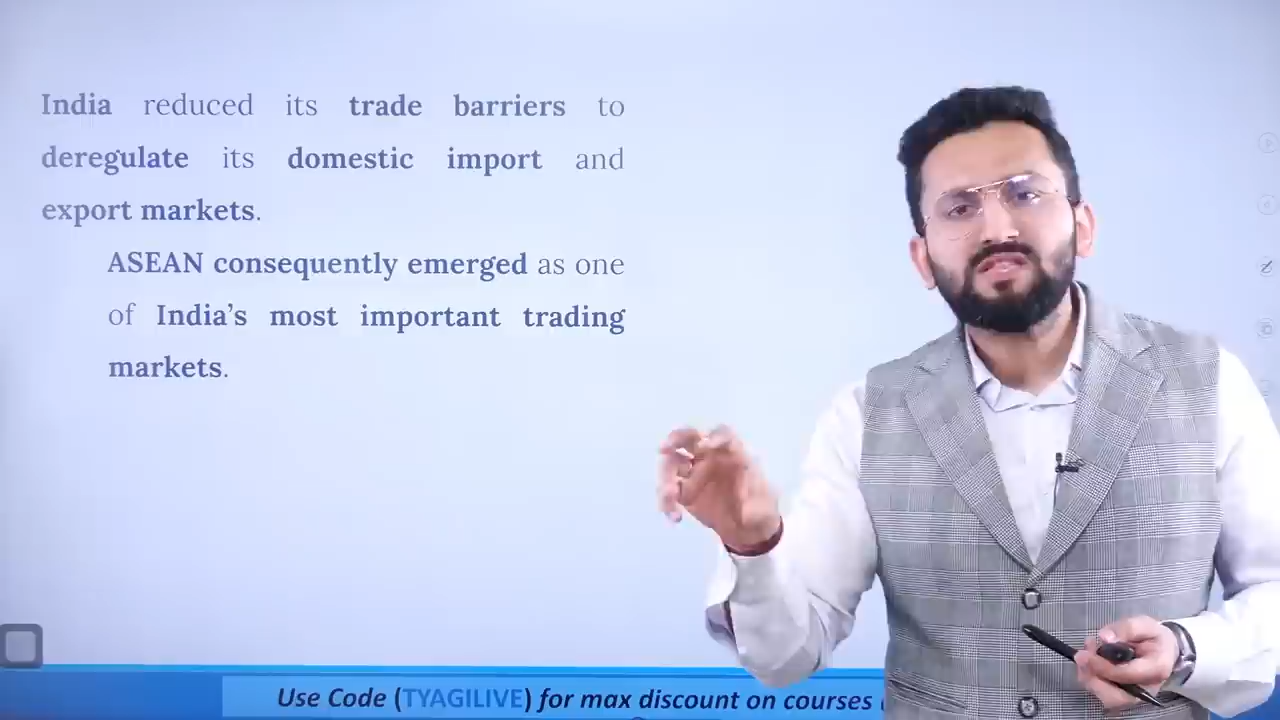 India reduced its trade barriers to
deregulate its domestic import and
export markets.
ASEAN consequently emerged as one
of India's most important trading
markets.
Use Code (TYAGILIVE) for max discount on courses